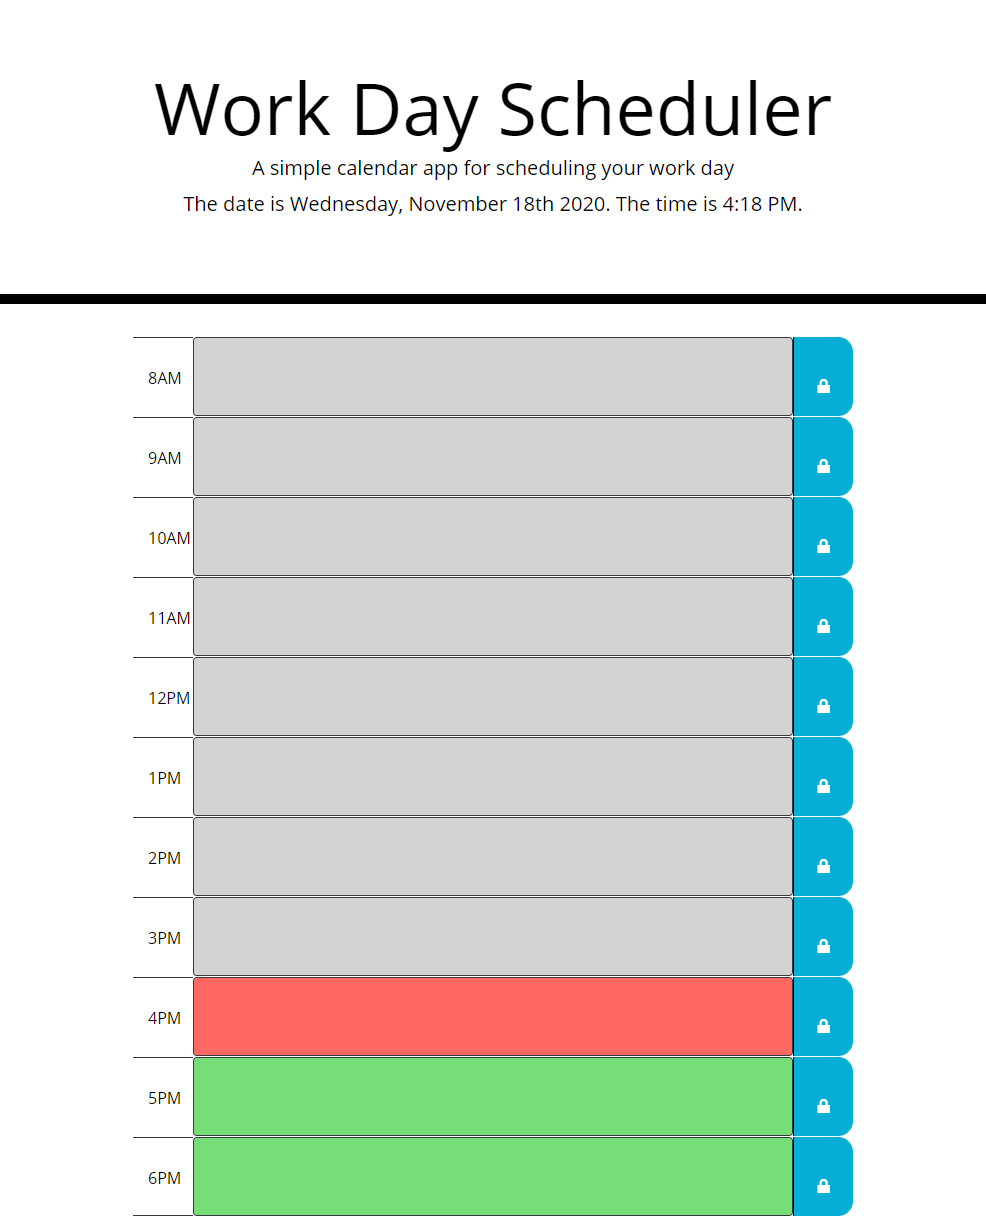 Work Day Scheduler
A simple calendar app for scheduling your work day
The date is Wednesday, November 18th 2020. The time is 4:18 PM.
8AM
9AM
10AM
11AM
12PM
1PM
2PM
3PM
4PM
5PM
6PM